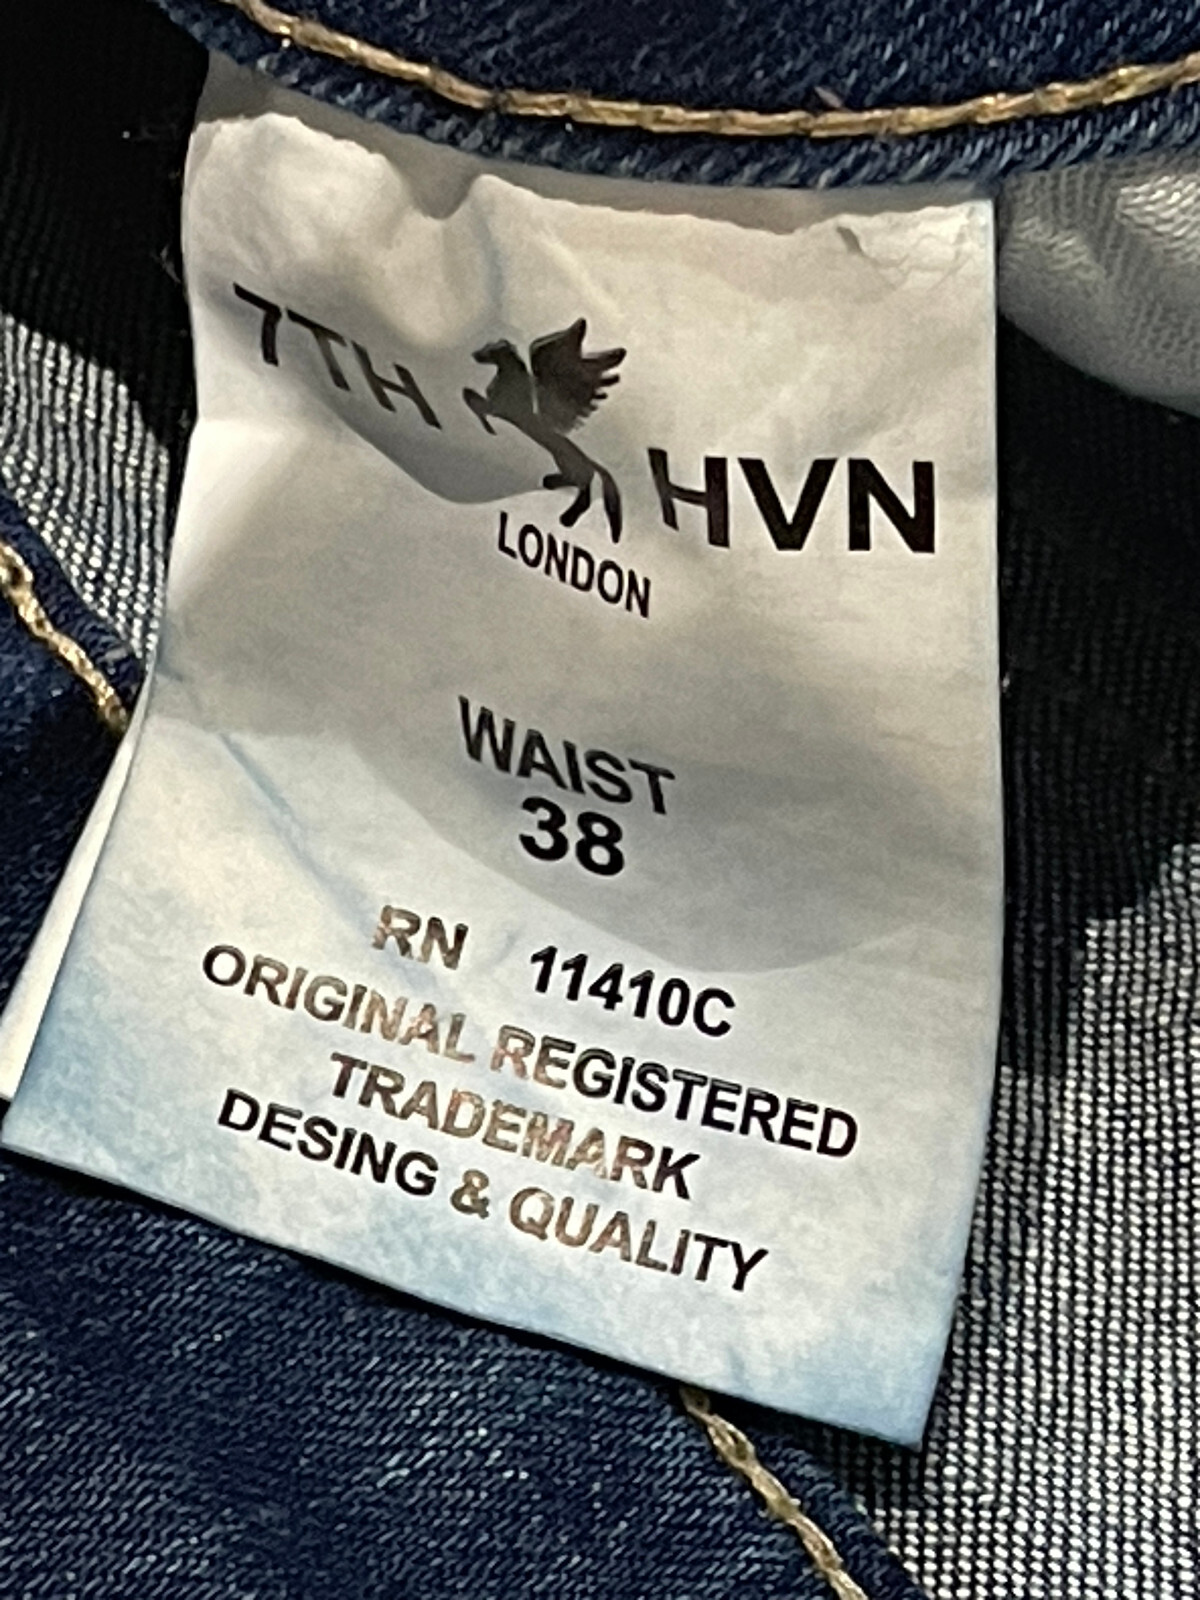 7TH HVN
LONDON
WAIST
38
RN 11410C
ORIGINAL REGISTERED
TRADEMARK
DESING & QUALITY